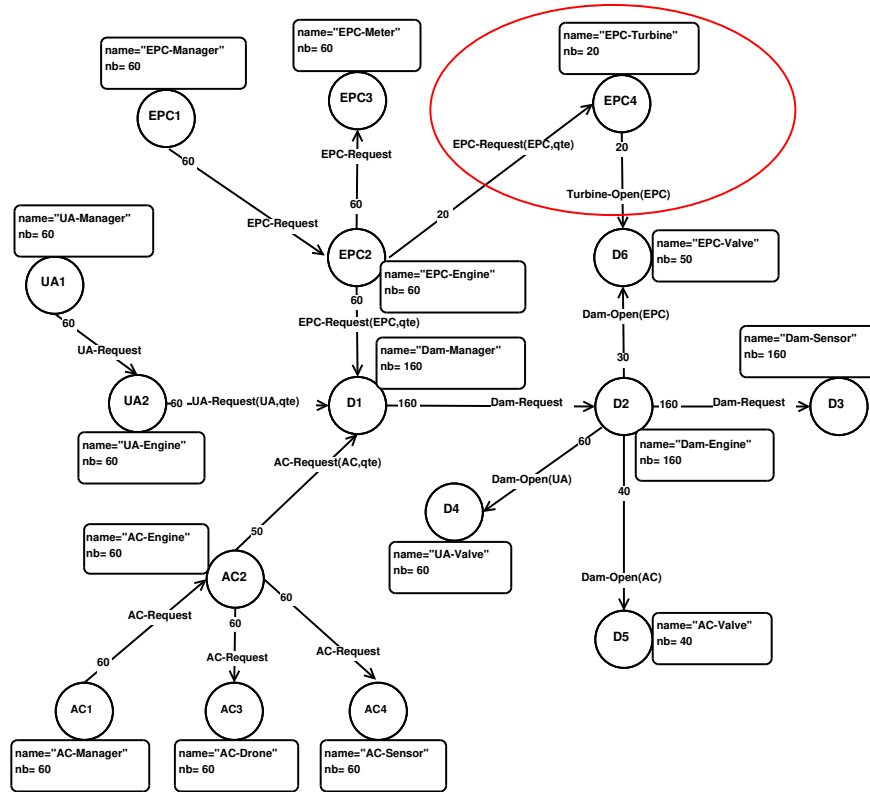 name="EPC-Manager"
nb= 60
name="EPC-Meter"
nb= 60
name="EPC-Turbine"
nb= 20
EPC1
EPC3
EPC4
60
EPC-Request
EPC-Request(EPC,qte)
20
Turbine-Open(EPC)
EPC-Request
60
20
name="UA-Manager"
nb= 60
EPC2
name="EPC-Engine"
nb= 60
D6
name="EPC-Valve"
nb= 50
UA1
60
60
EPC-Request(EPC,qte)
Dam-Open(EPC)
30
UA-Request
name="Dam-Manager"
nb= 160
name="Dam-Sensor"
nb= 160
UA2
60
UA-Request(UA,qte)
D1
160
Dam-Request
D2
160
Dam-Request
D3
name="UA-Engine"
nb= 60
name="Dam-Engine"
nb= 160
60
AC-Request(AC,qte)
Dam-Open(UA)
40
D4
name="AC-Engine"
nb= 60
50
name="UA-Valve"
nb= 60
AC2
Dam-Open(AC)
60
60
AC-Request
name="AC-Valve"
nb= 40
D5
60
AC-Request
AC-Request
AC1
AC3
AC4
name="AC-Manager"
nb= 60
name="AC-Drone"
nb= 60
name="AC-Sensor"
nb= 60